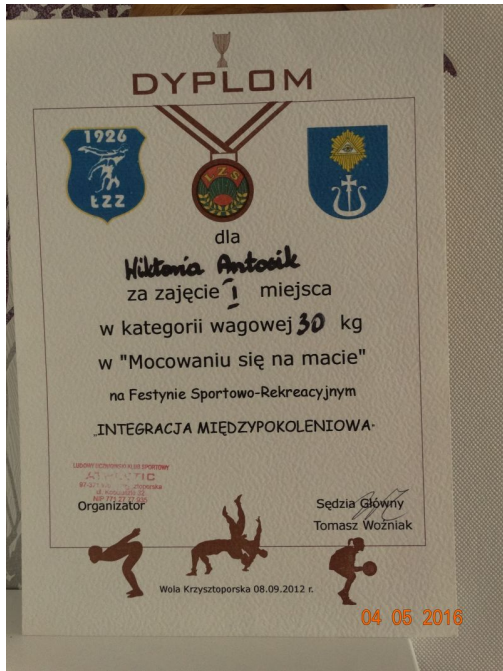 DYPLOM
1926
ŁZZ
LZS
dla
Wiktoria Antosik
za zajęcie I miejsca
w kategorii wagowej 30 kg
w "Mocowaniu się na macie"
na Festynie Sportowo-Rekreacyjnym
„INTEGRACJA MIĘDZYPOKOLENIOWA"
LUDOWY UCZNIOWSKI KLUB SPORTOWY
Organizator
Sędzia Główny
Tomasz Woźniak
Wola Krzysztoporska 08.09.2012 r.
04 05 2016